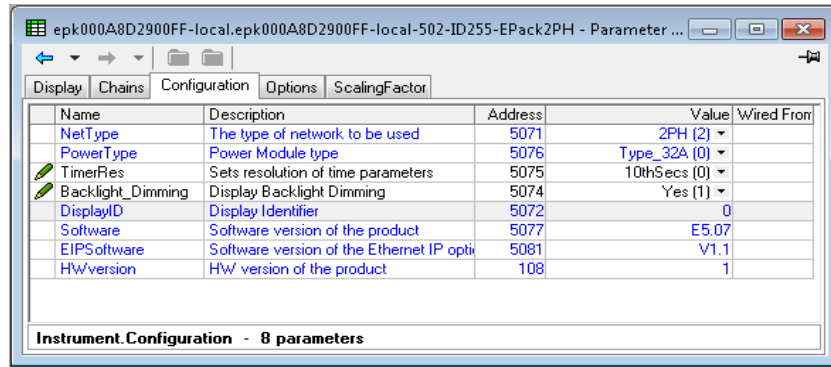 epk000A8D2900FF-local.epk000A8D2900FF-local-502-ID255-EPack2PH - Parameter ...
Display Chains Configuration Options ScalingFactor
Name Description Address Value Wired From
NetType The type of network to be used 5071 2PH (2)
PowerType Power Module type 5076 Type_32A (0)
TimerRes Sets resolution of time parameters 5075 10thSecs (0)
Backlight_Dimming Display Backlight Dimming 5074 Yes (1)
DisplayID Display Identifier 5072 0
Software Software version of the product 5077 E5.07
EIPSoftware Software version of the Ethernet IP opti 5081 V1.1
HWversion HW version of the product 108 1
Instrument.Configuration - 8 parameters